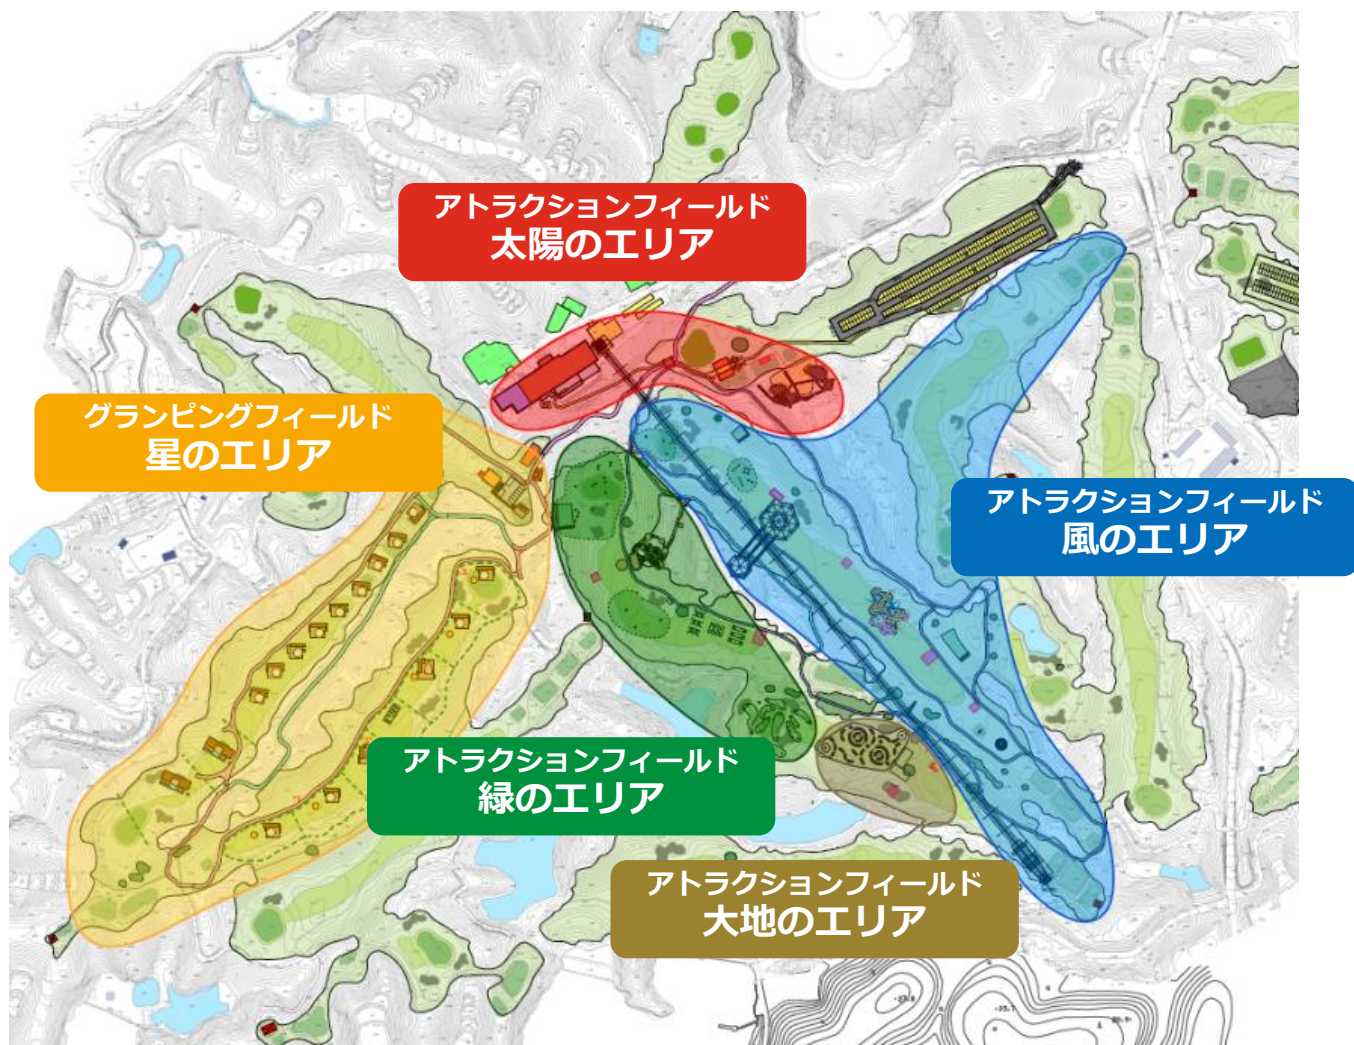 アトラクションフィールド
太陽のエリア
グランピングフィールド
星のエリア
アトラクションフィールド
風のエリア
アトラクションフィールド
緑のエリア
アトラクションフィールド
大地のエリア